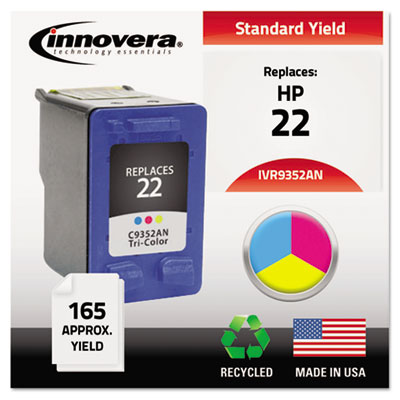 innovera®
technology essentials™
Standard Yield
Replaces:
HP
22
IVR9352AN
REPLACES
22
C9352AN
Tri-Color
165
APPROX.
YIELD
RECYCLED
MADE IN USA